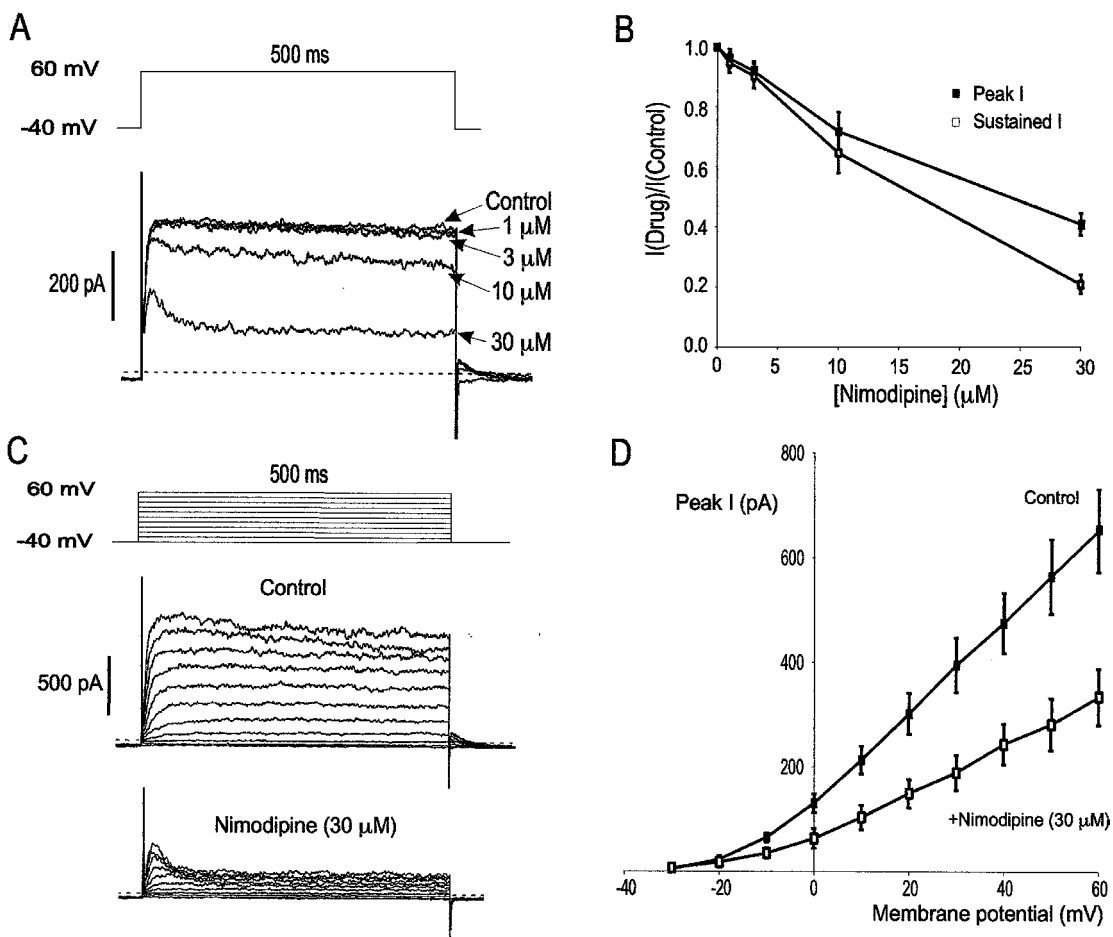 A
500 ms
60 mV
-40 mV
Control
1 μM
3 μM
10 μM
30 μM
200 pA
B
I(Drug)/I(Control)
1.0
0.8
0.6
0.4
0.2
0.0
Peak I
Sustained I
0 5 10 15 20 25 30
[Nimodipine] (μM)
C
500 ms
60 mV
-40 mV
Control
500 pA
Nimodipine (30 μM)
D
Peak I (pA)
800
600
400
200
Control
+Nimodipine (30 μM)
-40 -20 0 20 40 60
Membrane potential (mV)